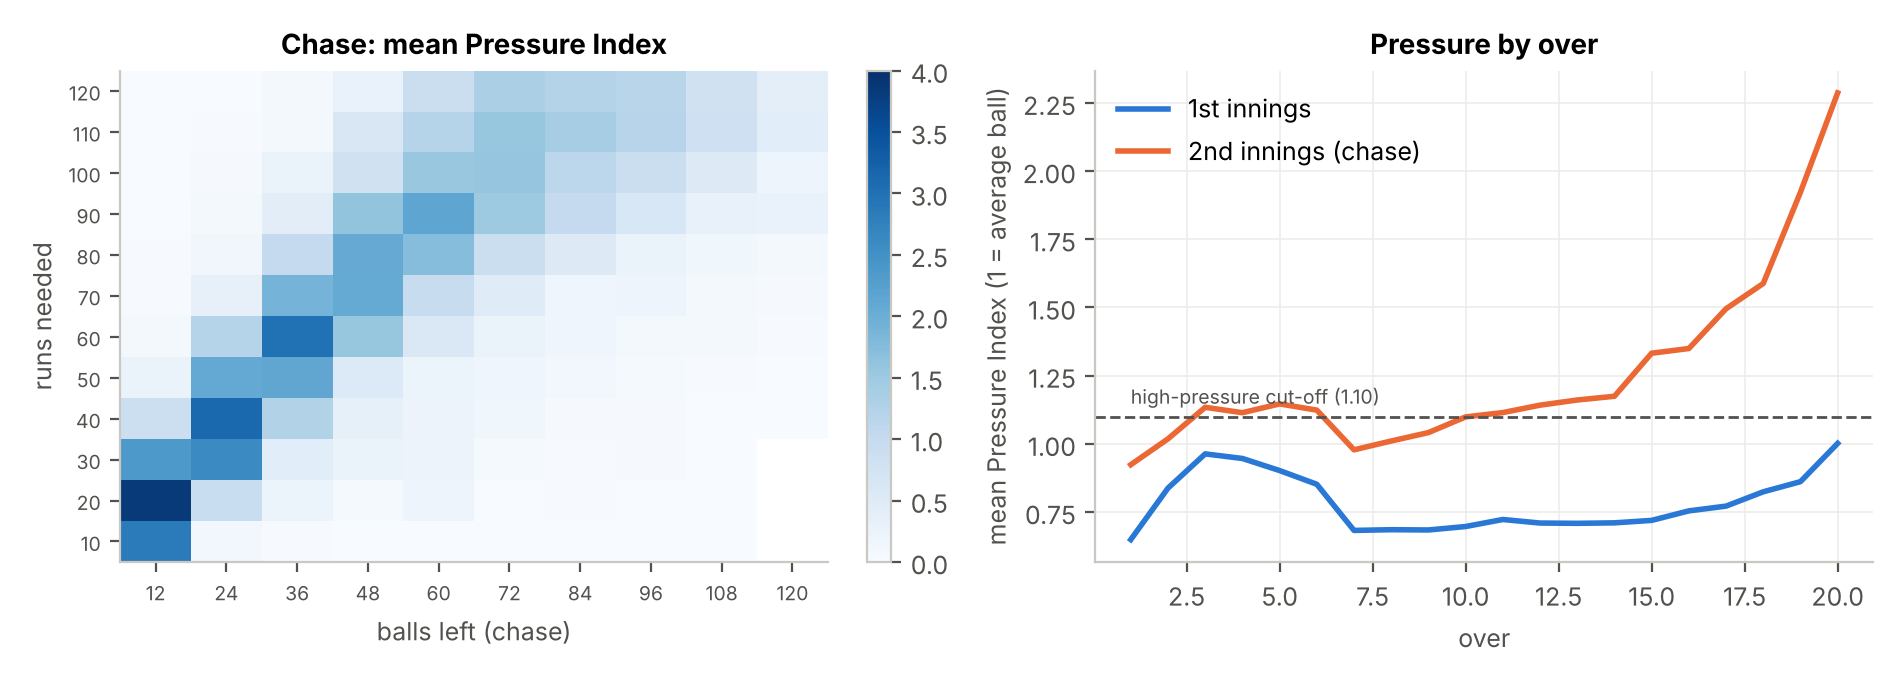 Chase: mean Pressure Index
runs needed
120
110
100
90
80
70
60
50
40
30
20
10
12 24 36 48 60 72 84 96 108 120
balls left (chase)
4.0
3.5
3.0
2.5
2.0
1.5
1.0
0.5
0.0
Pressure by over
mean Pressure Index (1 = average ball)
2.25
2.00
1.75
1.50
1.25
1.00
0.75
1st innings
2nd innings (chase)
high-pressure cut-off (1.10)
2.5 5.0 7.5 10.0 12.5 15.0 17.5 20.0
over